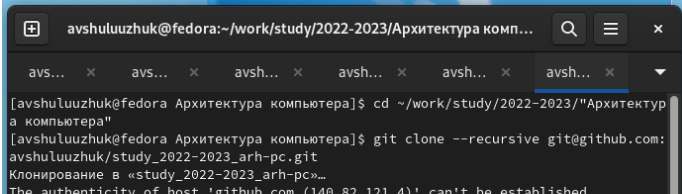 avshuluuzhuk@fedora:~/work/study/2022-2023/Архитектура комп...
avs... avs... avsh... avsh... avsh... avsh...
[avshuluuzhuk@fedora Архитектура компьютера]$ cd ~/work/study/2022-2023/"Архитектур
а компьютера"
[avshuluuzhuk@fedora Архитектура компьютера]$ git clone --recursive git@github.com:
avshuluuzhuk/study_2022-2023_arh-pc.git
Клонирование в «study_2022-2023_arh-pc»…
The authenticity of host 'github.com (140.82.121.4)' can't be established